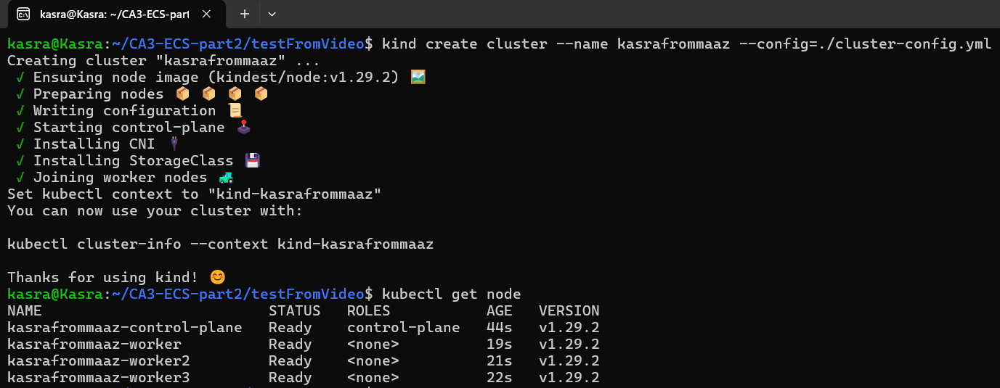 kasra@Kasra: ~/CA3-ECS-part
kasra@Kasra:~/CA3-ECS-part2/testFromVideo$ kind create cluster --name kasrafrommaaz --config=./cluster-config.yml
Creating cluster "kasrafrommaaz" ...
✓ Ensuring node image (kindest/node:v1.29.2) 🖼
✓ Preparing nodes 📦 📦 📦 📦
✓ Writing configuration 📜
✓ Starting control-plane 🕹
✓ Installing CNI 🔌
✓ Installing StorageClass 💾
✓ Joining worker nodes 🚜
Set kubectl context to "kind-kasrafrommaaz"
You can now use your cluster with:
kubectl cluster-info --context kind-kasrafrommaaz
Thanks for using kind! 😊
kasra@Kasra:~/CA3-ECS-part2/testFromVideo$ kubectl get node
NAME STATUS ROLES AGE VERSION
kasrafrommaaz-control-plane Ready control-plane 44s v1.29.2
kasrafrommaaz-worker Ready <none> 19s v1.29.2
kasrafrommaaz-worker2 Ready <none> 21s v1.29.2
kasrafrommaaz-worker3 Ready <none> 22s v1.29.2